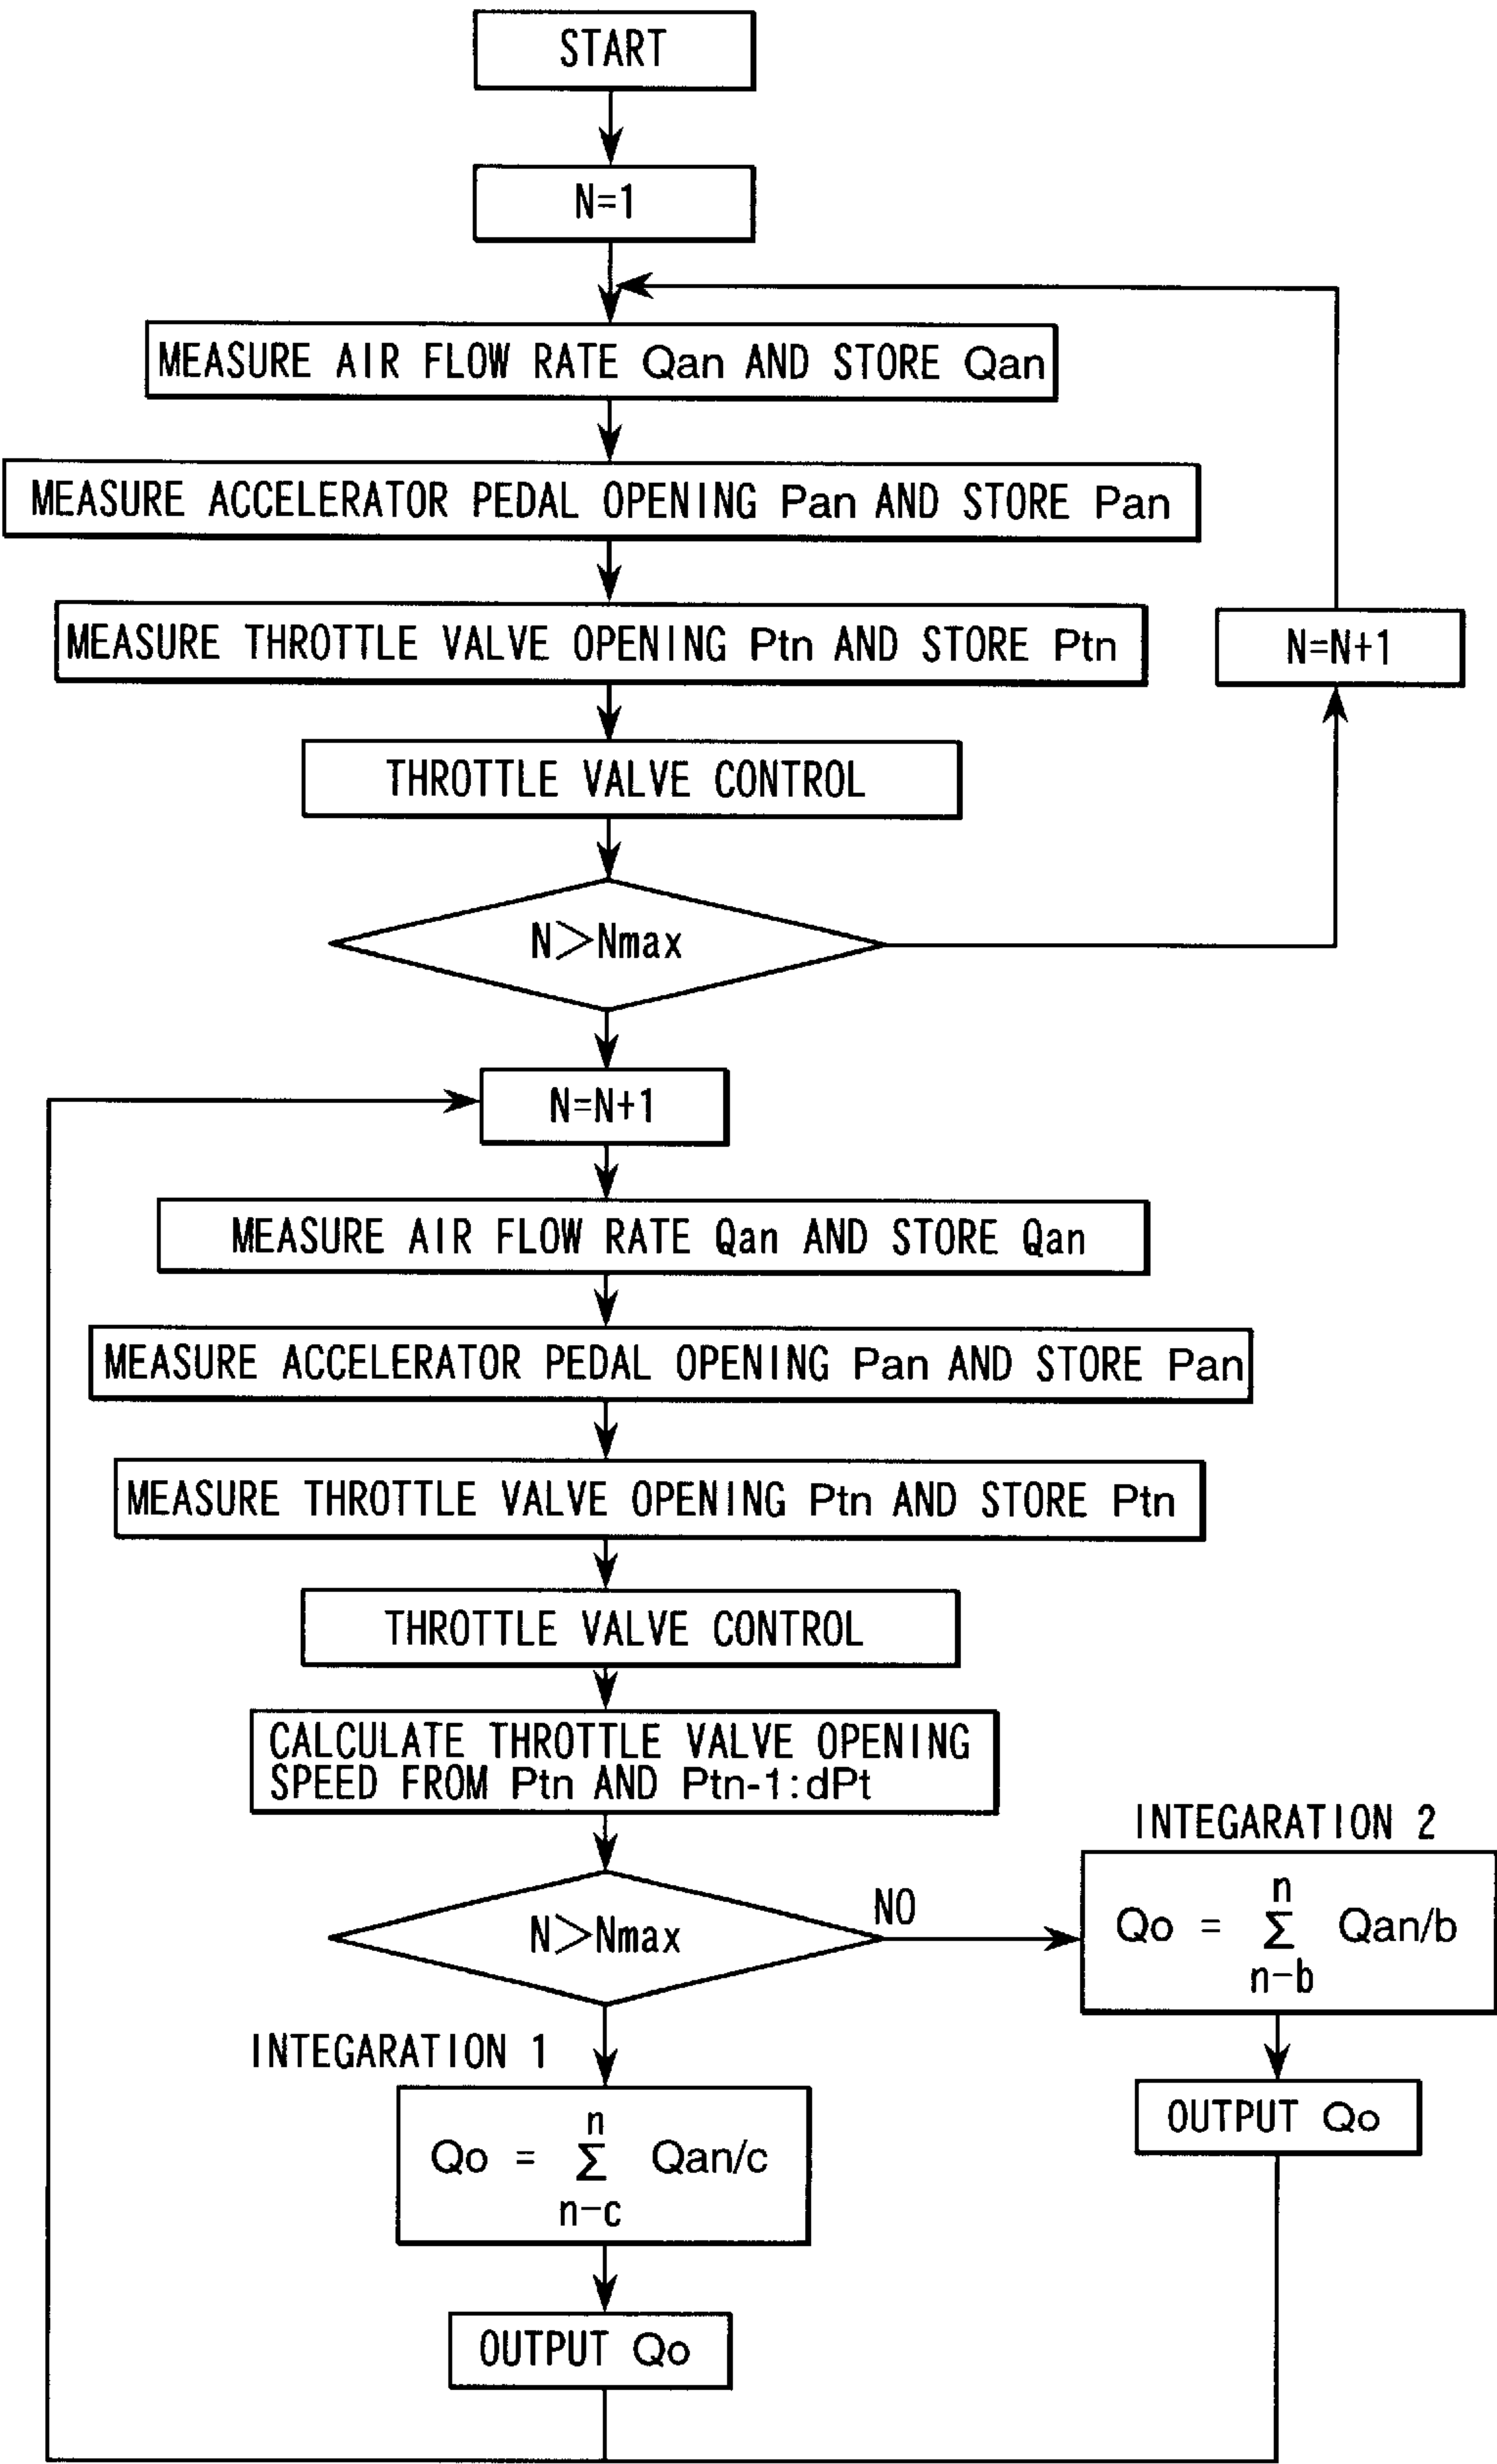 START
N=1
MEASURE AIR FLOW RATE Qan AND STORE Qan
MEASURE ACCELERATOR PEDAL OPENING Pan AND STORE Pan
MEASURE THROTTLE VALVE OPENING Ptn AND STORE Ptn
N=N+1
THROTTLE VALVE CONTROL
N>Nmax
N=N+1
MEASURE AIR FLOW RATE Qan AND STORE Qan
MEASURE ACCELERATOR PEDAL OPENING Pan AND STORE Pan
MEASURE THROTTLE VALVE OPENING Ptn AND STORE Ptn
THROTTLE VALVE CONTROL
CALCULATE THROTTLE VALVE OPENING
SPEED FROM Ptn AND Ptn-1:dPt
N>Nmax
NO
INTEGARATION 2
n
Qo = Σ Qan/b
n-b
OUTPUT Qo
INTEGARATION 1
n
Qo = Σ Qan/c
n-c
OUTPUT Qo